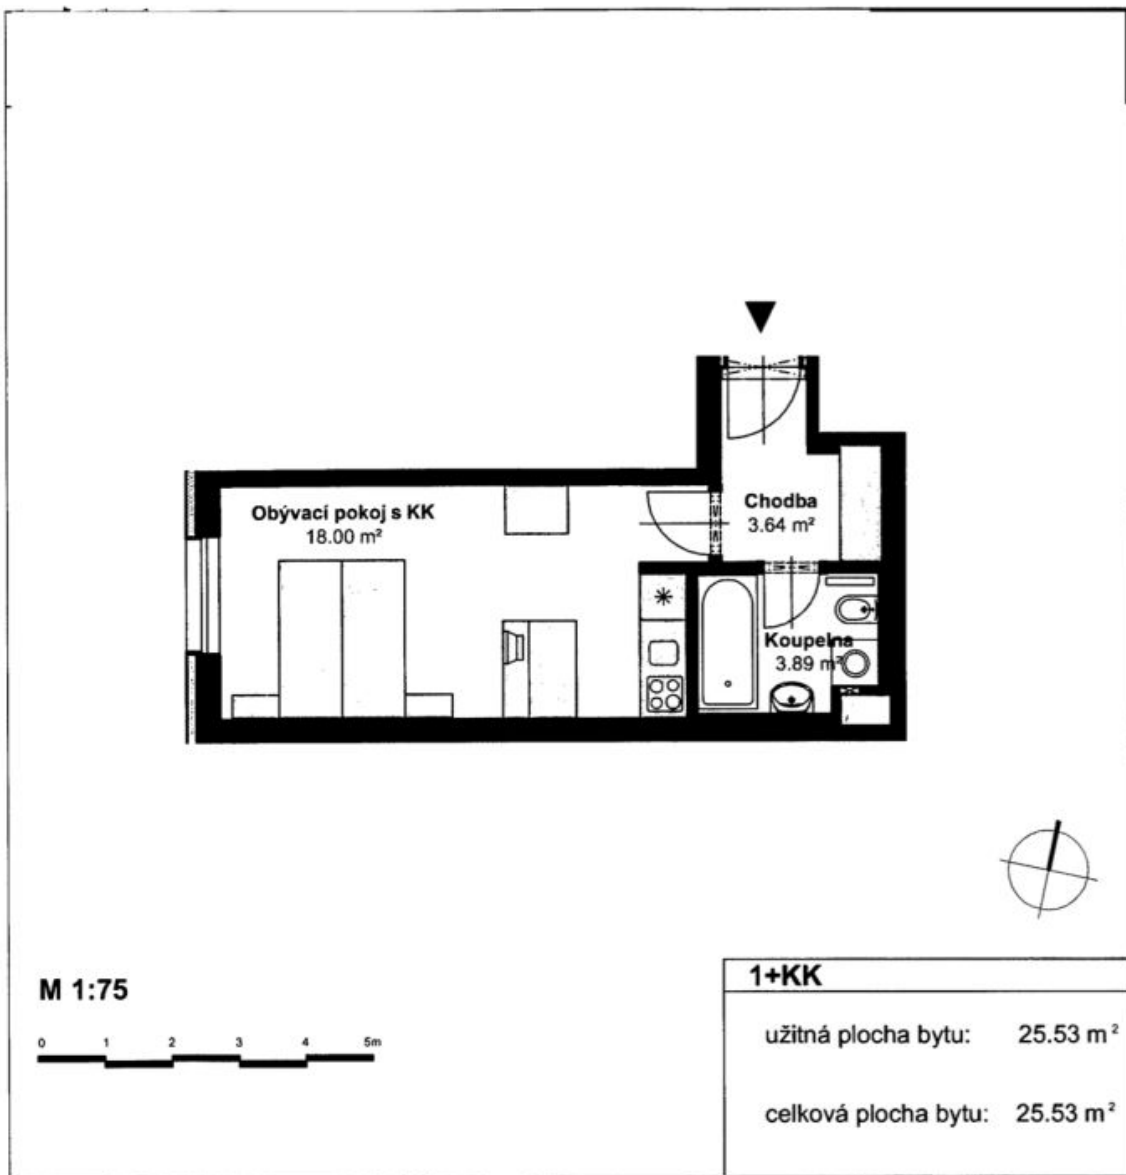 Obývací pokoj s KK
18.00 m²
Chodba
3.64 m²
Koupelna
3.89 m²
M 1:75
0 1 2 3 4 5m
1+KK
užitná plocha bytu: 25.53 m²
celková plocha bytu: 25.53 m²